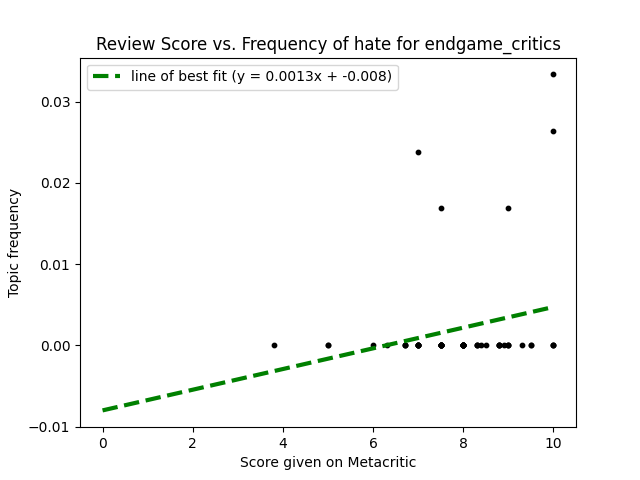 Review Score vs. Frequency of hate for endgame_critics
line of best fit (y = 0.0013x + -0.008)
0.03
0.02
0.01
0.00
−0.01
Topic frequency
0 2 4 6 8 10
Score given on Metacritic